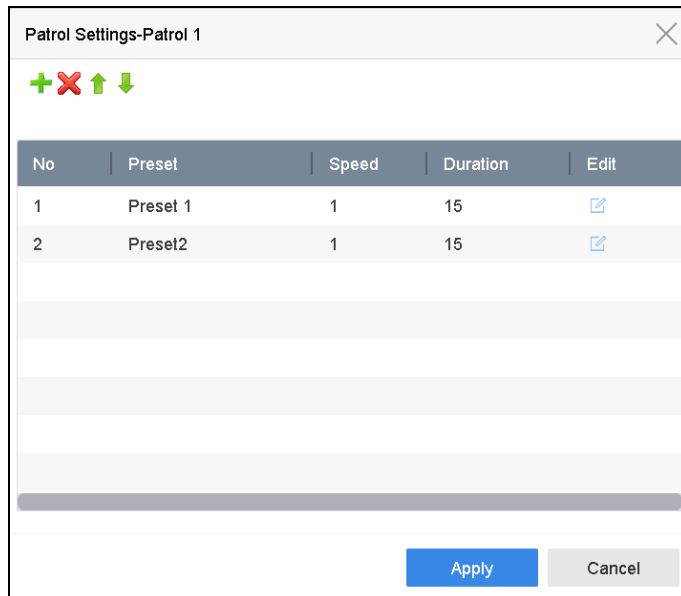 Patrol Settings-Patrol 1
No Preset Speed Duration Edit
1 Preset 1 1 15
2 Preset2 1 15
Apply Cancel